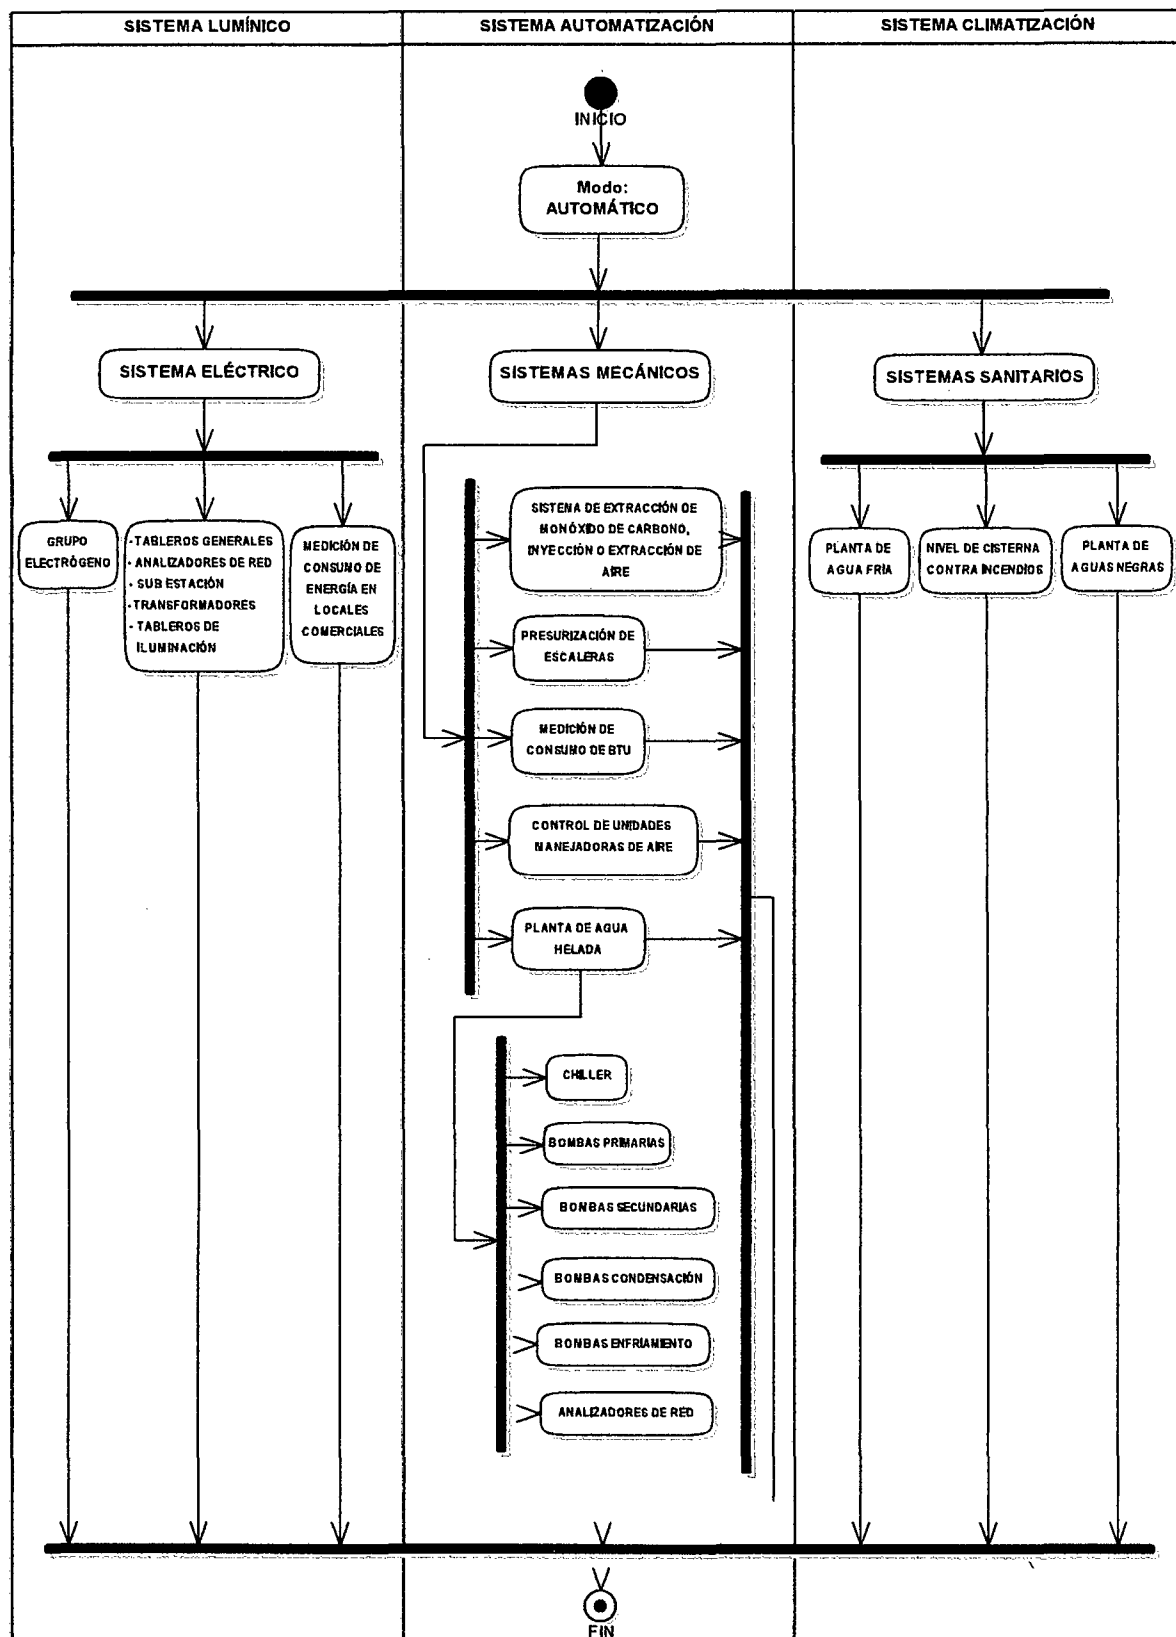 SISTEMA LUMÍNICO
SISTEMA AUTOMATIZACIÓN
SISTEMA CLIMATIZACIÓN
INICIO
Modo:
AUTOMÁTICO
SISTEMA ELÉCTRICO
SISTEMAS MECÁNICOS
SISTEMAS SANITARIOS
GRUPO
ELECTRÓGENO
- TABLEROS GENERALES
- ANALIZADORES DE RED
- SUB ESTACIÓN
- TRANSFORMADORES
- TABLEROS DE
ILUMINACIÓN
MEDICIÓN DE
CONSUMO DE
ENERGÍA EN
LOCALES
COMERCIALES
SISTEMA DE EXTRACCIÓN DE
MONÓXIDO DE CARBONO,
INYECCIÓN O EXTRACCIÓN DE
AIRE
PRESURIZACIÓN DE
ESCALERAS
MEDICIÓN DE
CONSUMO DE BTU
CONTROL DE UNIDADES
MANEJADORAS DE AIRE
PLANTA DE AGUA
HELADA
CHILLER
BOMBAS PRIMARIAS
BOMBAS SECUNDARIAS
BOMBAS CONDENSACIÓN
BOMBAS ENFRIAMIENTO
ANALIZADORES DE RED
PLANTA DE
AGUA FRIA
NIVEL DE CISTERNA
CONTRA INCENDIOS
PLANTA DE
AGUAS NEGRAS
FIN